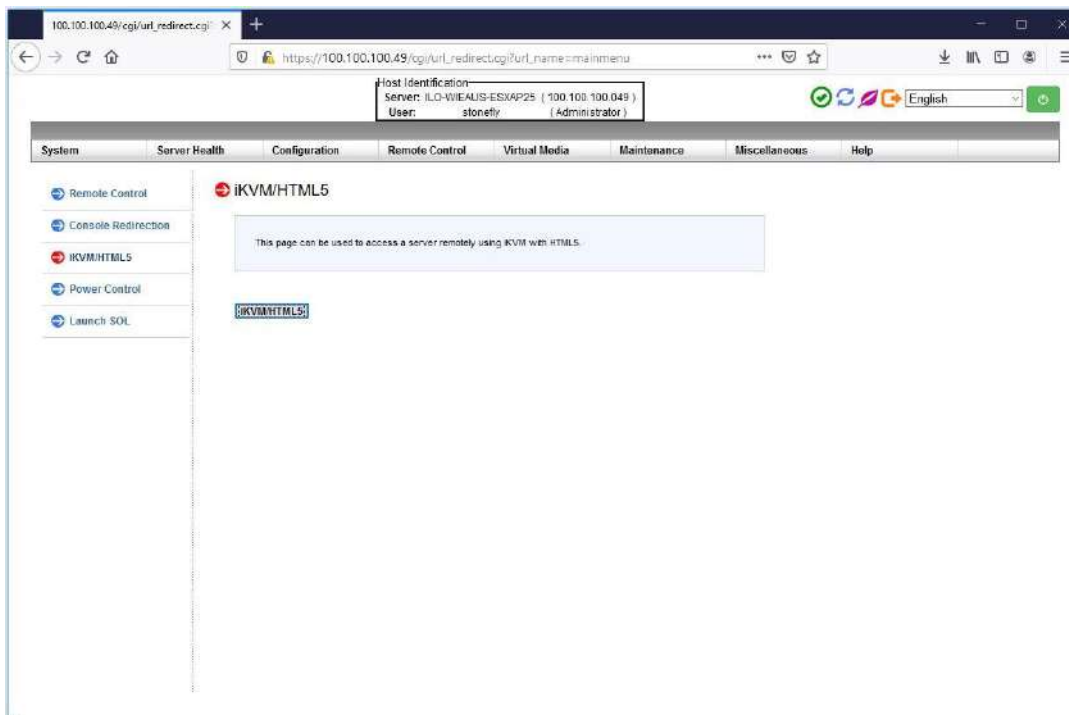 100.100.100.49/cgi/url_redirect.cgi
https://100.100.100.49/cgi/url_redirect.cgi?url_name=mainmenu
Host Identification
Server: ILO-WIEAUS-ESXAP25 ( 100.100.100.049 )
User: stonefly ( Administrator )
English
System Server Health Configuration Remote Control Virtual Media Maintenance Miscellaneous Help
Remote Control
Console Redirection
iKVM/HTML5
Power Control
Launch SOL
iKVM/HTML5
This page can be used to access a server remotely using iKVM with HTML5.
iKVM/HTML5